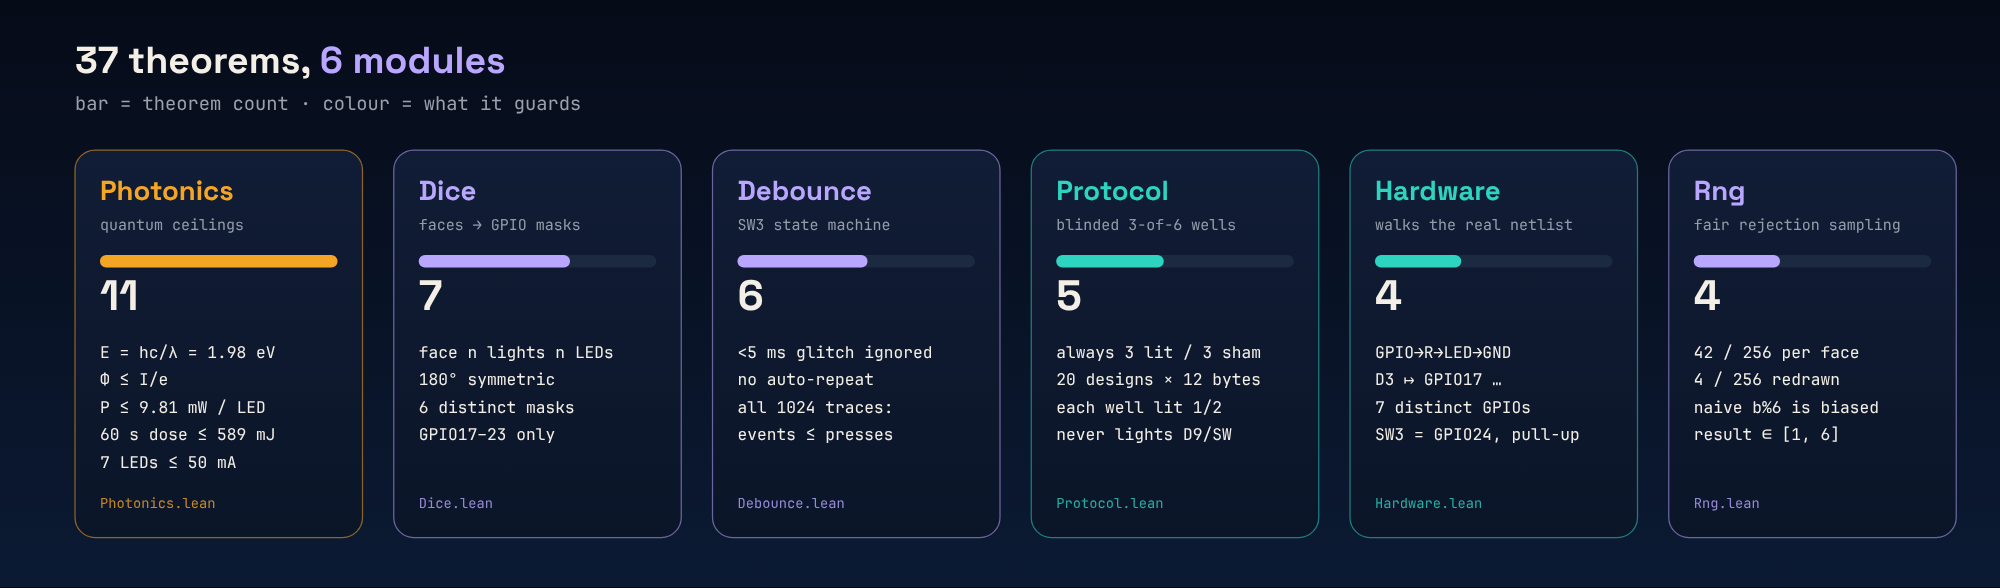 37 theorems, 6 modules
bar = theorem count · colour = what it guards
Photonics
quantum ceilings
11
E = hc/λ = 1.98 eV
Φ ≤ I/e
P ≤ 9.81 mW / LED
60 s dose ≤ 589 mJ
7 LEDs ≤ 50 mA
Photonics.lean
Dice
faces → GPIO masks
7
face n lights n LEDs
180° symmetric
6 distinct masks
GPIO17–23 only
Dice.lean
Debounce
SW3 state machine
6
<5 ms glitch ignored
no auto-repeat
all 1024 traces:
events ≤ presses
Debounce.lean
Protocol
blinded 3-of-6 wells
5
always 3 lit / 3 sham
20 designs × 12 bytes
each well lit 1/2
never lights D9/SW
Protocol.lean
Hardware
walks the real netlist
4
GPIO→R→LED→GND
D3 ↦ GPIO17 …
7 distinct GPIOs
SW3 = GPIO24, pull-up
Hardware.lean
Rng
fair rejection sampling
4
42 / 256 per face
4 / 256 redrawn
naive b%6 is biased
result ∈ [1, 6]
Rng.lean